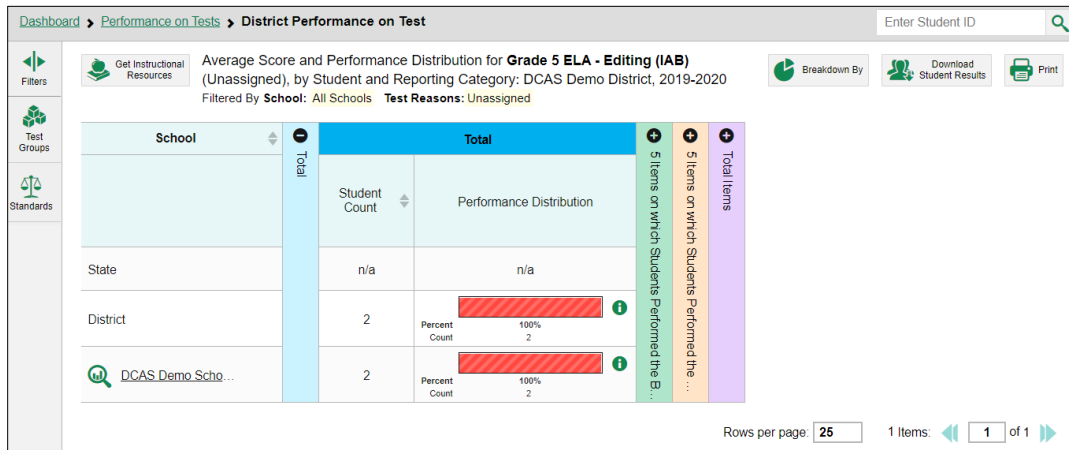 Dashboard > Performance on Tests > District Performance on Test
Enter Student ID
Filters
Test
Groups
Standards
Get Instructional
Resources
Average Score and Performance Distribution for Grade 5 ELA - Editing (IAB)
(Unassigned), by Student and Reporting Category: DCAS Demo District, 2019-2020
Filtered By School: All Schools Test Reasons: Unassigned
Breakdown By
Download
Student Results
Print
School
Total
Total
Student
Count
Performance Distribution
5 Items on which Students Performed the B...
5 Items on which Students Performed the ...
Total Items
State
n/a
n/a
District
2
Percent 100%
Count 2
DCAS Demo Scho...
2
Percent 100%
Count 2
Rows per page: 25
1 Items: 1 of 1